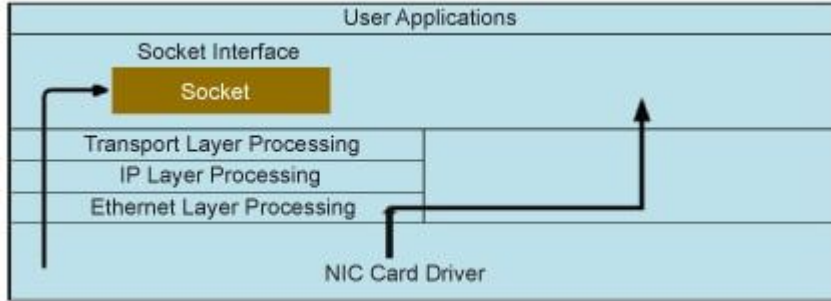 User Applications
Socket Interface
Socket
Transport Layer Processing
IP Layer Processing
Ethernet Layer Processing
NIC Card Driver